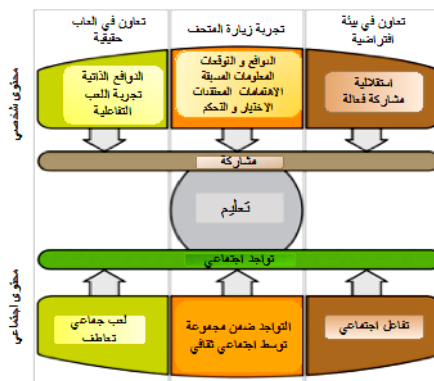 تعاون في بيئة
افتراضية
تجربة زيارة المتحف
تعاون في العاب
حقيقية
محتوى شخصي
استقلالية
مشاركة فعالة
الدوافع و التوقعات
المعلومات المسبقة
الاهتمامات المعتقدات
الاختيار و التحكم
الدوافع الذاتية
تجربة اللعب
التفاعلية
مشاركة
تعليم
تواجد اجتماعي
محتوى اجتماعي
تفاعل اجتماعي
التواجد ضمن مجموعة
توسط اجتماعي ثقافي
لعب جماعي
تعاطف